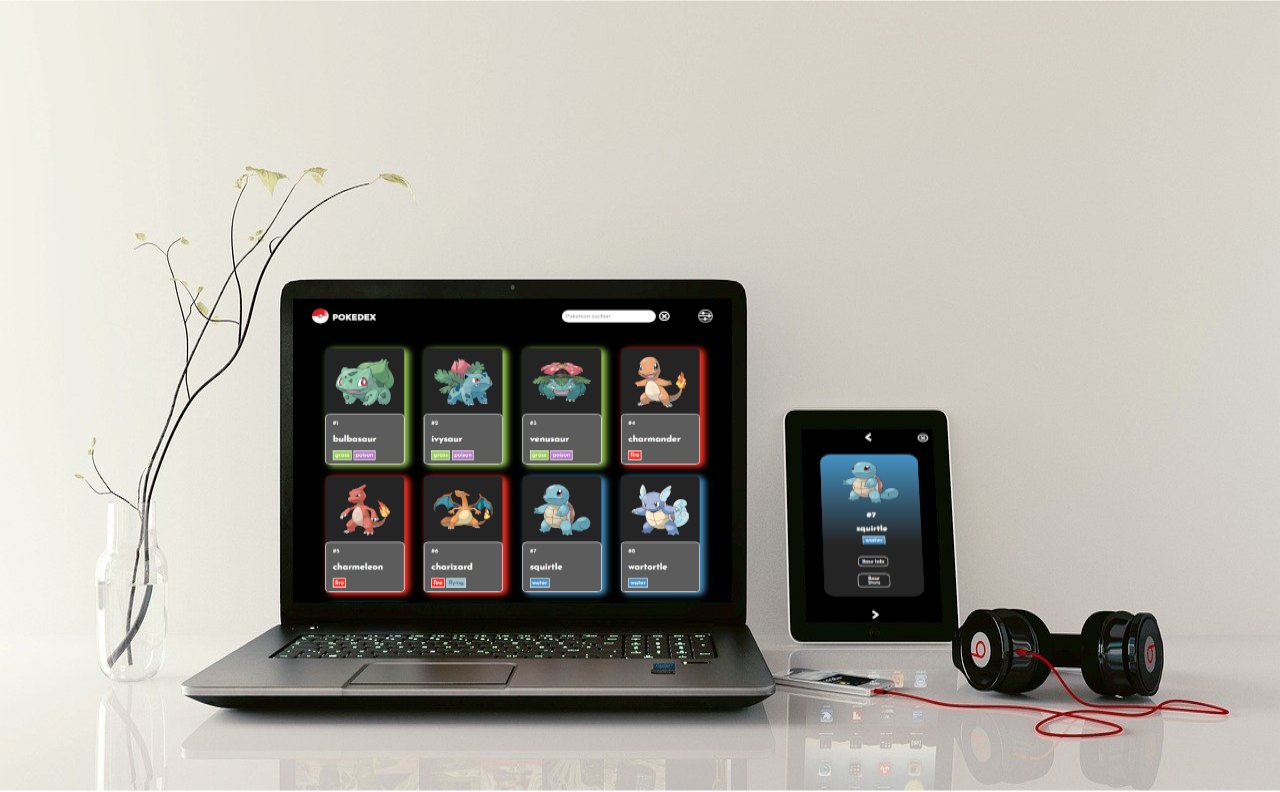 POKEDEX
Pokemon suchen
#1
bulbasaur
grass poison
#2
ivysaur
grass poison
#3
venusaur
grass poison
#4
charmander
fire
#5
charmeleon
fire
#6
charizard
fire flying
#7
squirtle
water
#8
wartortle
water
#7
squirtle
water
Base Info
Base
Stats